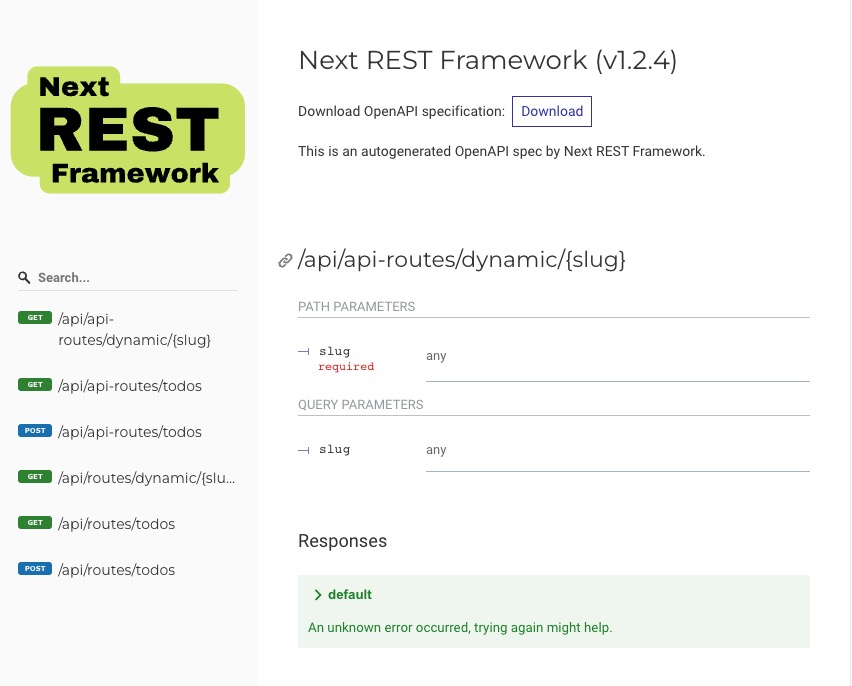 Next
REST
Framework
Search...
GET /api/api-
routes/dynamic/{slug}
GET /api/api-routes/todos
POST /api/api-routes/todos
GET /api/routes/dynamic/{slu...
GET /api/routes/todos
POST /api/routes/todos
Next REST Framework (v1.2.4)
Download OpenAPI specification: Download
This is an autogenerated OpenAPI spec by Next REST Framework.
/api/api-routes/dynamic/{slug}
PATH PARAMETERS
slug any
required
QUERY PARAMETERS
slug any
Responses
default
An unknown error occurred, trying again might help.